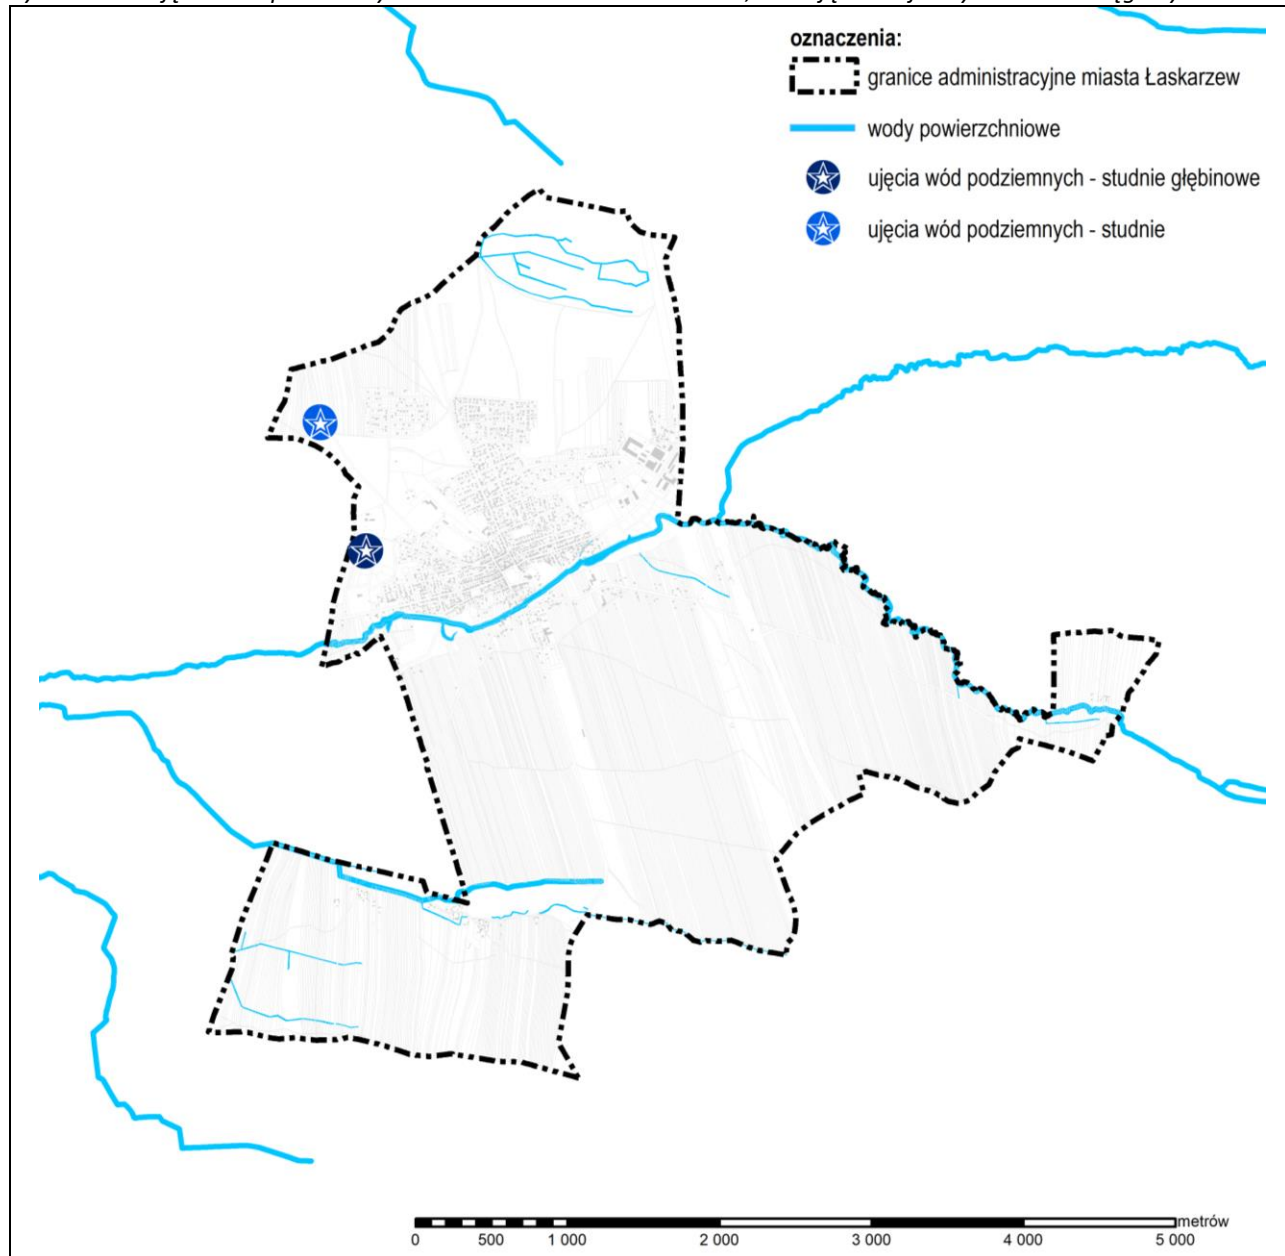 oznaczenia:
granice administracyjne miasta Łaskarzew
wody powierzchniowe
ujęcia wód podziemnych - studnie głębinowe
ujęcia wód podziemnych - studnie
metrów
0 500 1 000 2 000 3 000 4 000 5 000